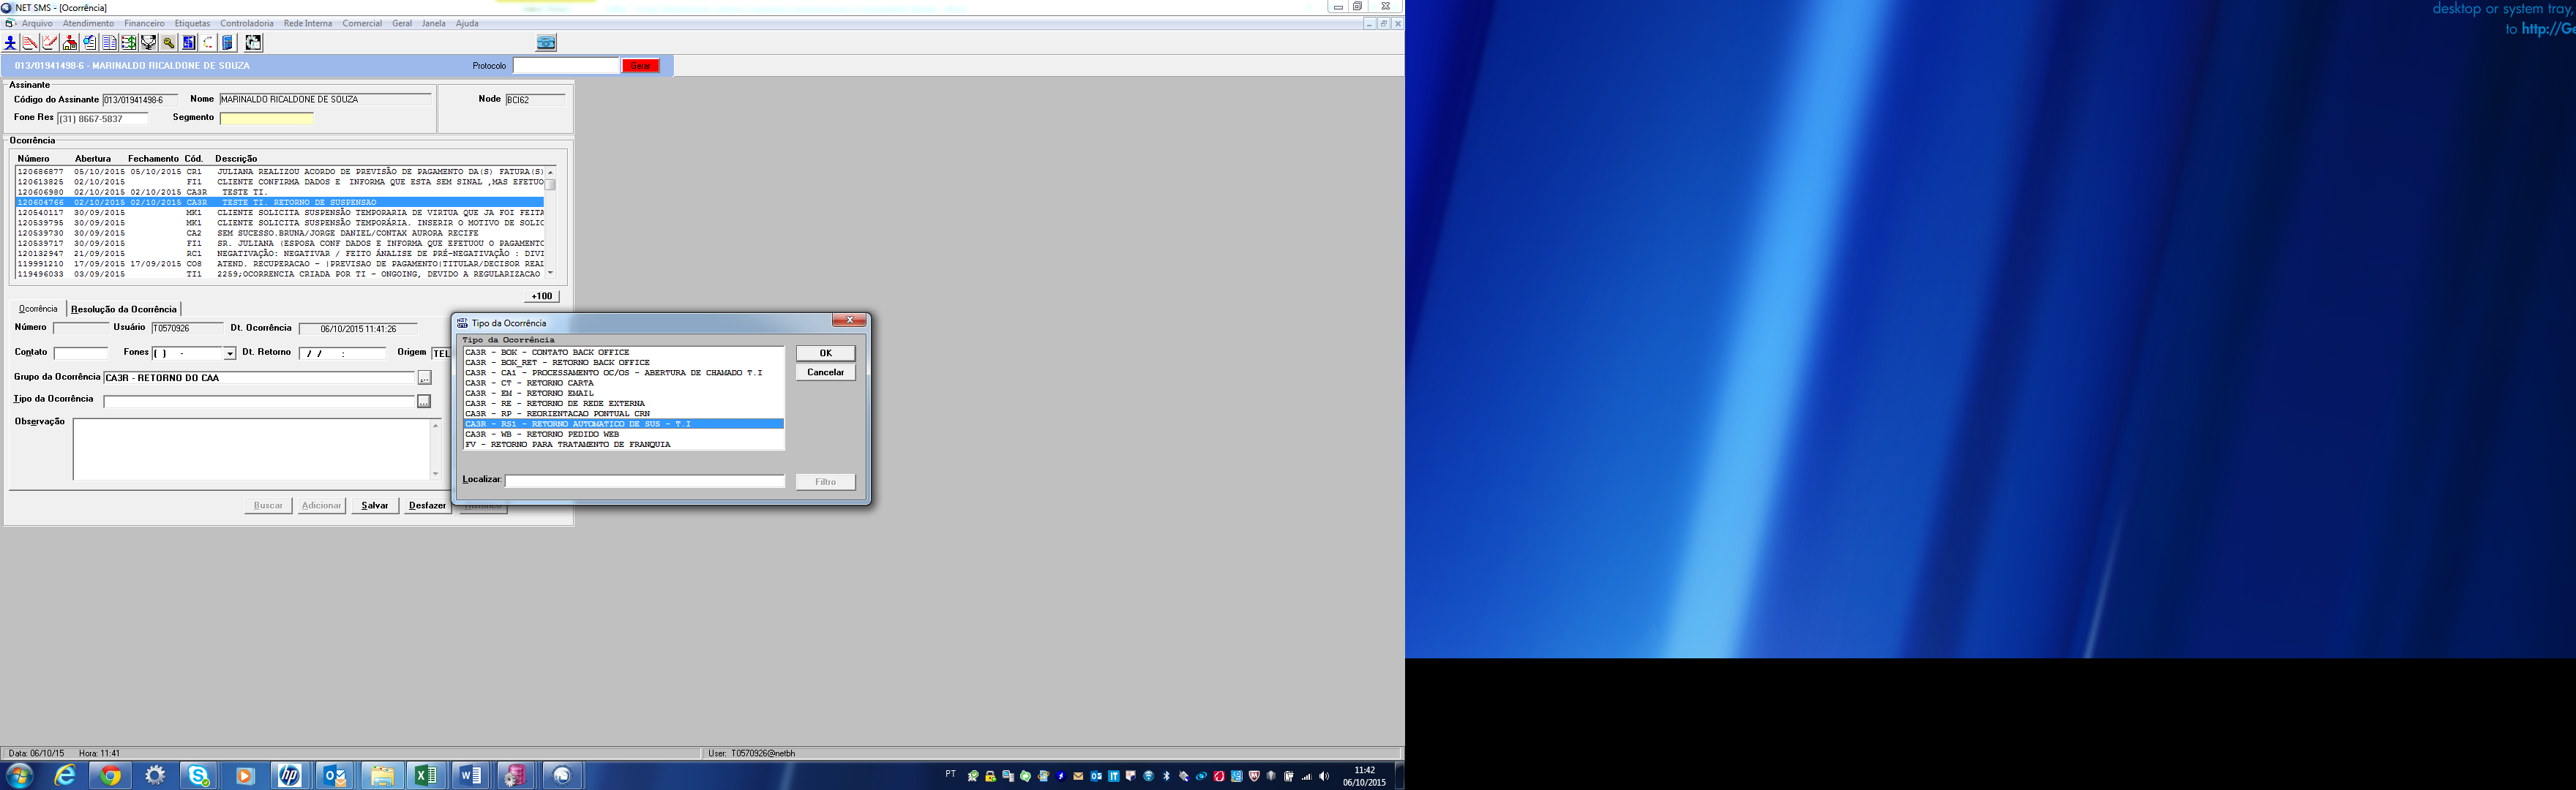 NET SMS - [Ocorrência]
Arquivo Atendimento Financeiro Etiquetas Controladoria Rede Interna Comercial Geral Janela Ajuda
013/01941498-6 - MARINALDO RICALDONE DE SOUZA Protocolo Gerar
Assinante
Código do Assinante 013/01941498-6 Nome MARINALDO RICALDONE DE SOUZA Node BCI62
Fone Res (31) 8667-5837 Segmento
Ocorrência
Número Abertura Fechamento Cód. Descrição
120686877 05/10/2015 05/10/2015 CR1 JULIANA REALIZOU ACORDO DE PREVISÃO DE PAGAMENTO DA(S) FATURA(S)
120613825 02/10/2015 FI1 CLIENTE CONFIRMA DADOS E INFORMA QUE ESTA SEM SINAL ,MAS EFETUO
120606980 02/10/2015 02/10/2015 CA3R TESTE TI.
120604766 02/10/2015 02/10/2015 CA3R TESTE TI. RETORNO DE SUSPENSAO
120540117 30/09/2015 MK1 CLIENTE SOLICITA SUSPENSÃO TEMPORARIA DE VIRTUA QUE JA FOI FEITA
120539795 30/09/2015 MK1 CLIENTE SOLICITA SUSPENSÃO TEMPORÁRIA. INSERIR O MOTIVO DE SOLIC
120539730 30/09/2015 CA2 SEM SUCESSO.BRUNA/JORGE DANIEL/CONTAX AURORA RECIFE
120539717 30/09/2015 FI1 SR. JULIANA (ESPOSA CONF DADOS E INFORMA QUE EFETUOU O PAGAMENTO
120132947 21/09/2015 RC1 NEGATIVAÇÃO: NEGATIVAR / FEITO ÁNALISE DE PRÉ-NEGATIVAÇÃO : DIVI
119991210 17/09/2015 17/09/2015 CO8 ATEND. RECUPERACAO - |PREVISAO DE PAGAMENTO|TITULAR/DECISOR REAL
119496033 03/09/2015 TI1 2259;OCORRENCIA CRIADA POR TI - ONGOING, DEVIDO A REGULARIZACAO
+100
Ocorrência Resolução da Ocorrência
Número Usuário T0570926 Dt. Ocorrência 06/10/2015 11:41:26
Contato Fones ( ) - Dt. Retorno / / : Origem TEL
Grupo da Ocorrência CA3R - RETORNO DO CAA ...
Tipo da Ocorrência ...
Observação
Buscar Adicionar Salvar Desfazer
Tipo da Ocorrência
Tipo da Ocorrência
CA3R - BOK - CONTATO BACK OFFICE
CA3R - BOK_RET - RETORNO BACK OFFICE
CA3R - CA1 - PROCESSAMENTO OC/OS - ABERTURA DE CHAMADO T.I
CA3R - CT - RETORNO CARTA
CA3R - EM - RETORNO EMAIL
CA3R - RE - RETORNO DE REDE EXTERNA
CA3R - RP - REORIENTACAO PONTUAL CRN
CA3R - RS1 - RETORNO AUTOMATICO DE SUS - T.I
CA3R - WB - RETORNO PEDIDO WEB
FV - RETORNO PARA TRATAMENTO DE FRANQUIA
OK
Cancelar
Localizar: Filtro
Data: 06/10/15 Hora: 11:41 User: T0570926@netbh
PT 11:42
06/10/2015
desktop or system tray,
to http://Ge